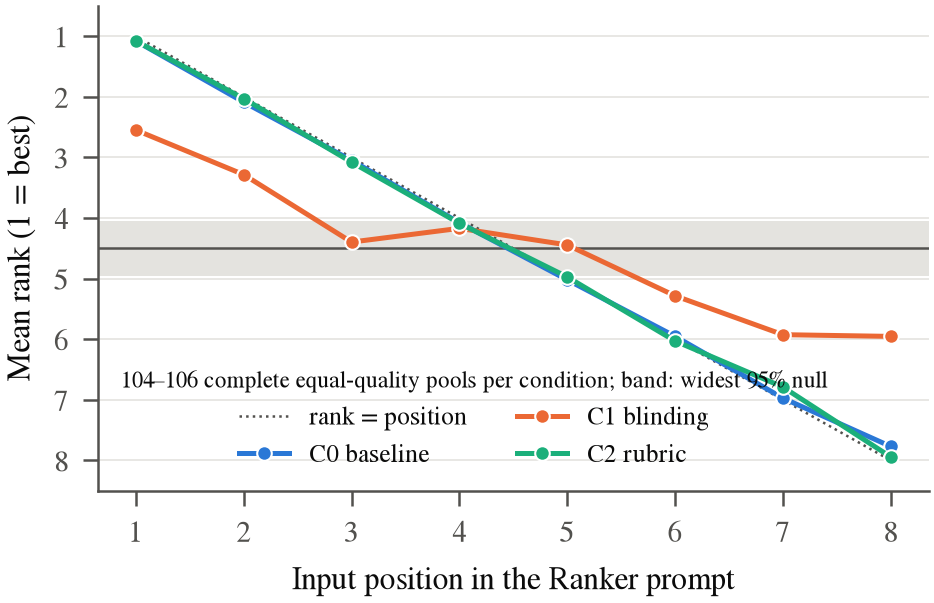 1
2
3
4
5
6
7
8
Mean rank (1 = best)
104–106 complete equal-quality pools per condition; band: widest 95% null
rank = position
C1 blinding
C0 baseline
C2 rubric
1 2 3 4 5 6 7 8
Input position in the Ranker prompt